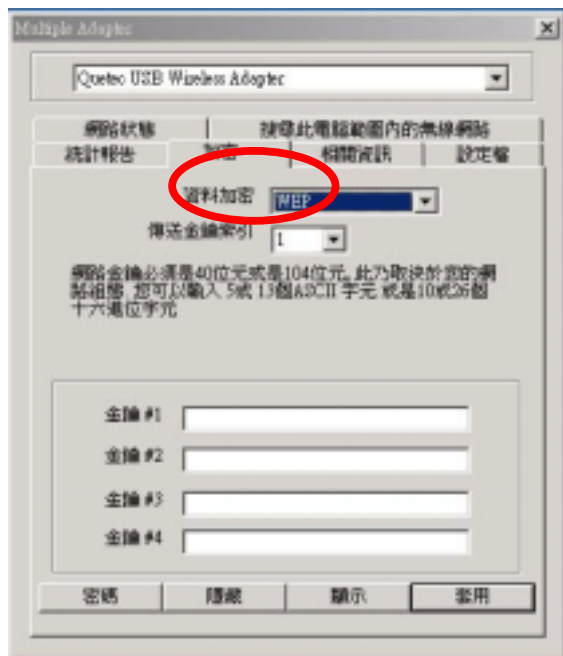 Multiple Adapter
Quetec USB Wireless Adapter
網路狀態 搜尋此電腦範圍內的無線網路
統計報告 加密 相關資訊 設定檔
資料加密 WEP
傳送金鑰索引 1
網路金鑰必須是40位元或是104位元。此乃取決於您的網
路組態. 您可以輸入 5或 13個ASCII 字元 或是10或26個
十六進位字元
金鑰 #1
金鑰 #2
金鑰 #3
金鑰 #4
密碼 隱藏 顯示 套用